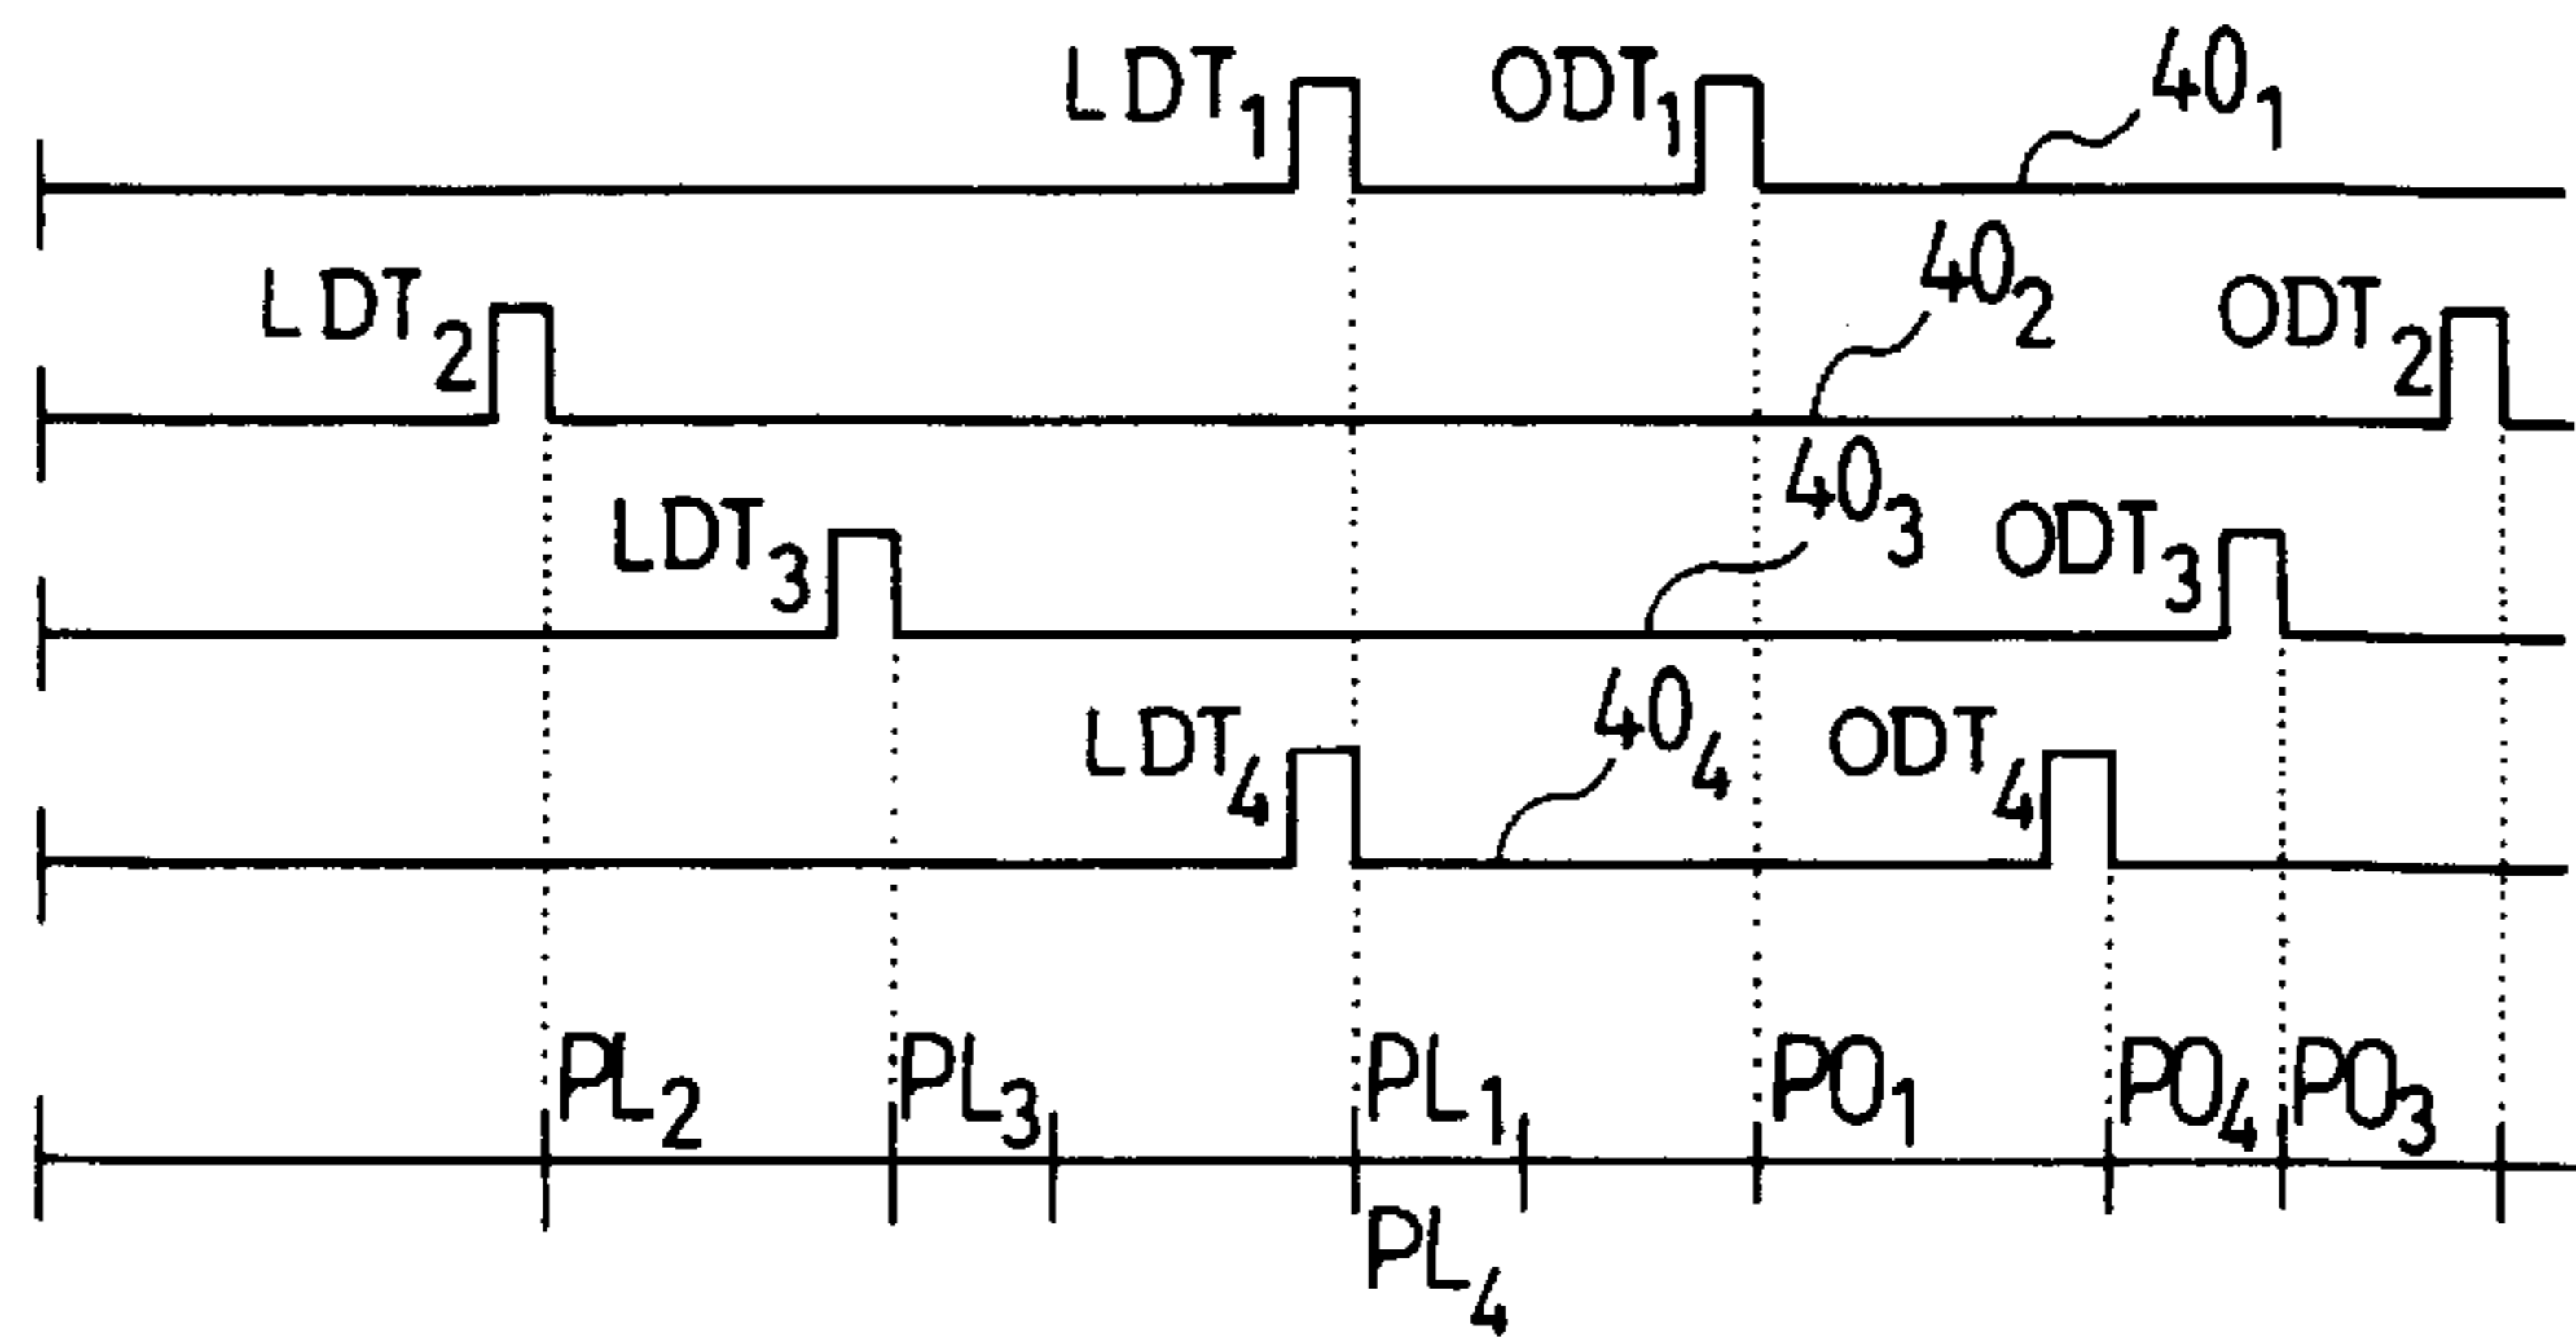 LDT1 ODT1 401
LDT2 402 ODT2
LDT3 403 ODT3
LDT4 404 ODT4
PL2 PL3 PL1 PO1 PO4 PO3
PL4